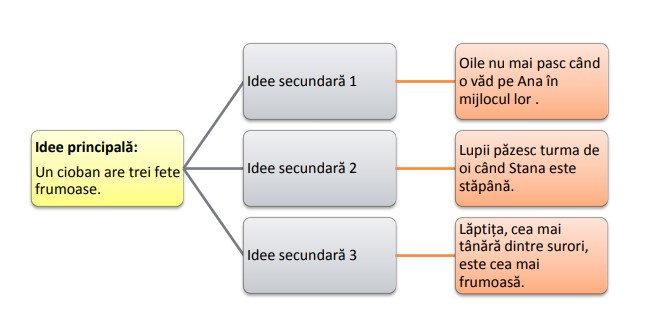 Idee principală:
Un cioban are trei fete
frumoase.
Idee secundară 1
Oile nu mai pasc când
o văd pe Ana în
mijlocul lor .
Idee secundară 2
Lupii păzesc turma de
oi când Stana este
stăpână.
Idee secundară 3
Lăptița, cea mai
tânără dintre surori,
este cea mai
frumoasă.